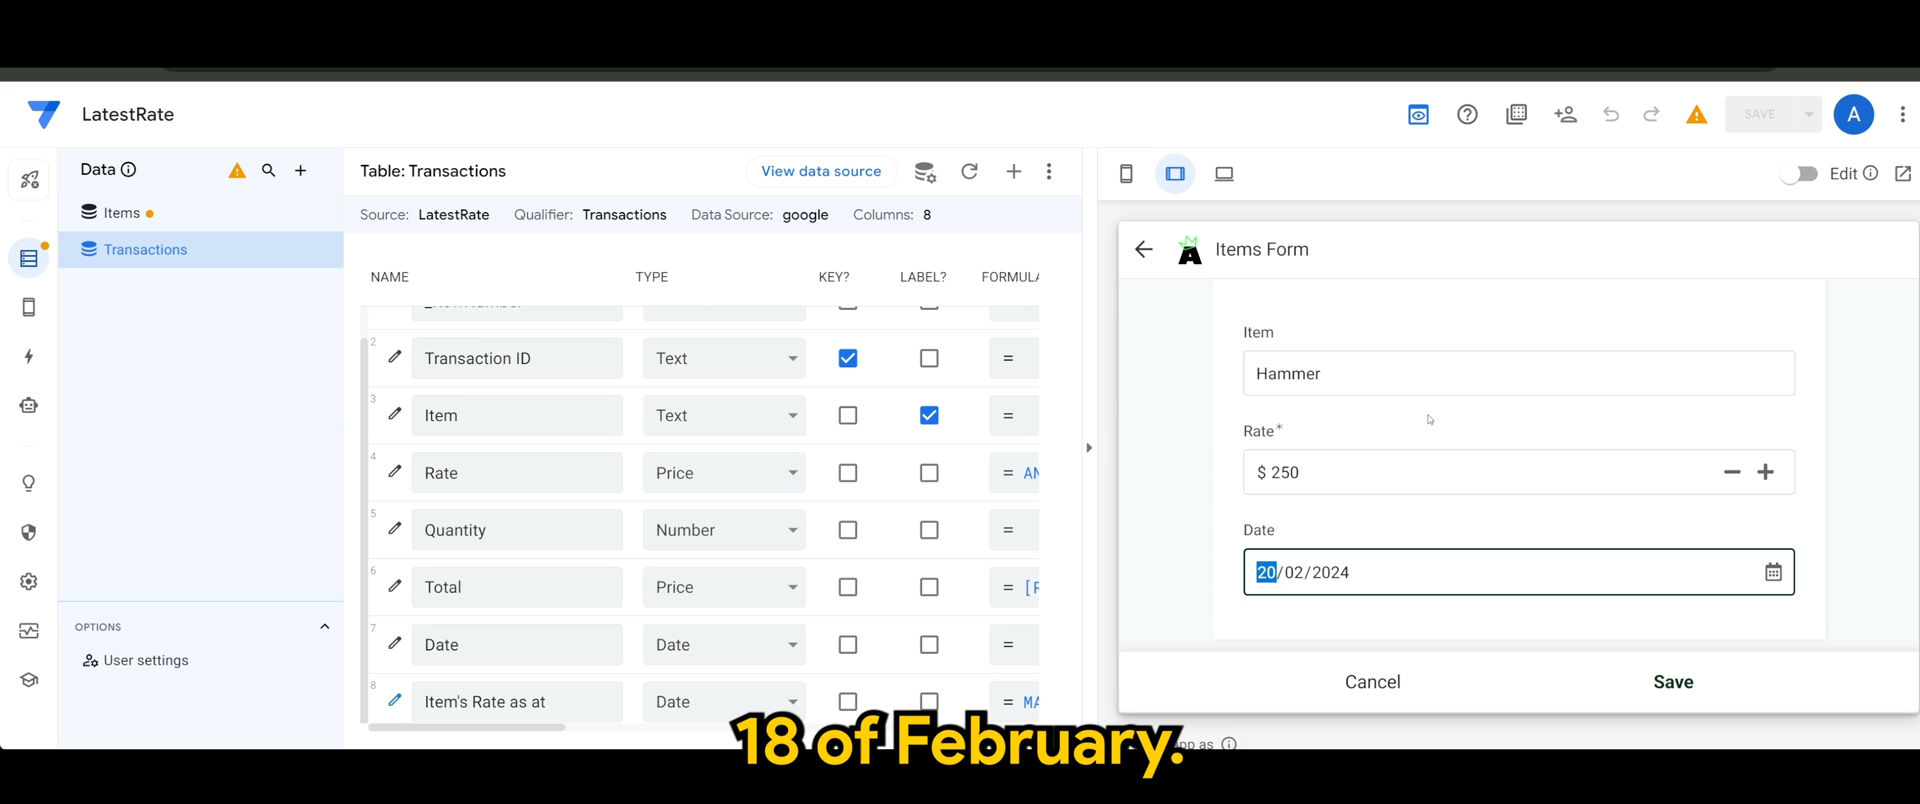 LatestRate
SAVE
A
Data
Items
Transactions
OPTIONS
User settings
Table: Transactions
View data source
Source: LatestRate Qualifier: Transactions Data Source: google Columns: 8
NAME TYPE KEY? LABEL? FORMULA
2 Transaction ID Text =
3 Item Text =
4 Rate Price = AN
5 Quantity Number =
6 Total Price = [F
7 Date Date =
8 Item's Rate as at Date = MA
Edit
Items Form
Item
Hammer
Rate*
$ 250
Date
20/02/2024
Cancel Save
as
18 of February.